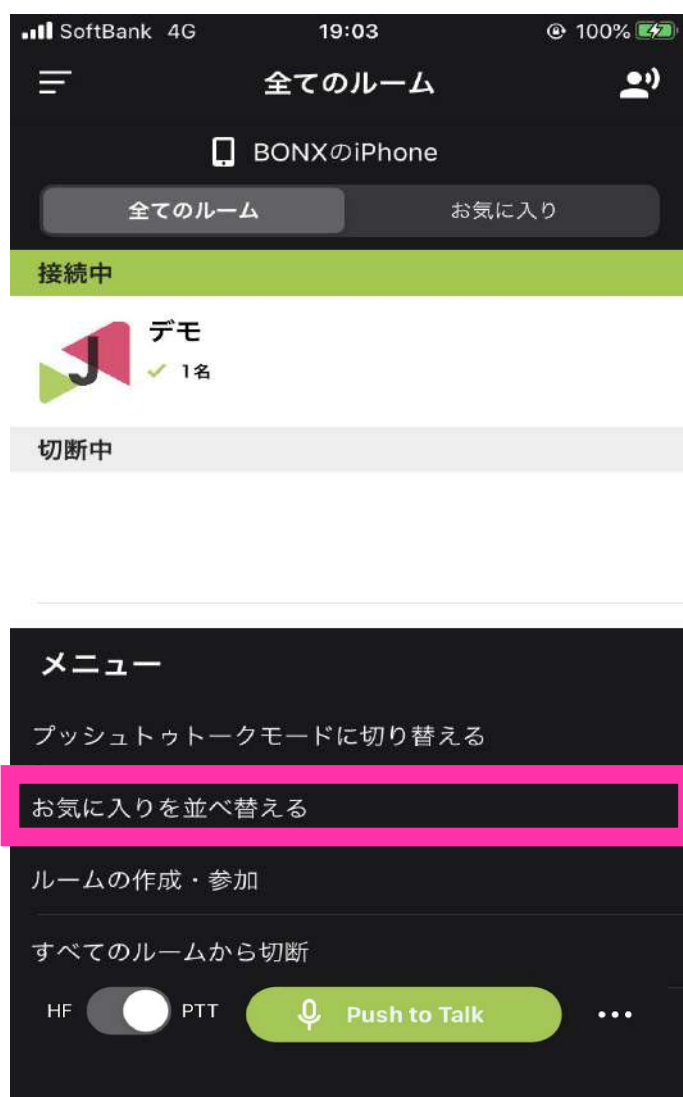 SoftBank 4G 19:03 100%
全てのルーム
BONXのiPhone
全てのルーム お気に入り
接続中
J デモ
1名
切断中
メニュー
プッシュトゥトークモードに切り替える
お気に入りを並べ替える
ルームの作成・参加
すべてのルームから切断
HF PTT Push to Talk